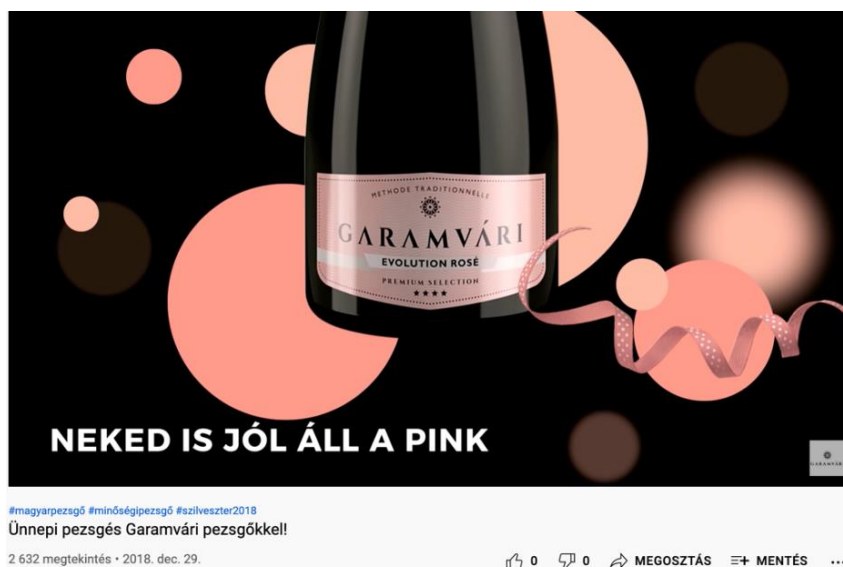 METHODE TRADITIONNELLE
GARAMVÁRI
EVOLUTION ROSÉ
PREMIUM SELECTION
NEKED IS JÓL ÁLL A PINK
GARAMVÁRI
#magyarpezsgő #minőségipezsgő #szilveszter2018
Ünnepi pezsgés Garamvári pezsgőkkel!
2 632 megtekintés • 2018. dec. 29.
0 0 MEGOSZTÁS MENTÉS ...